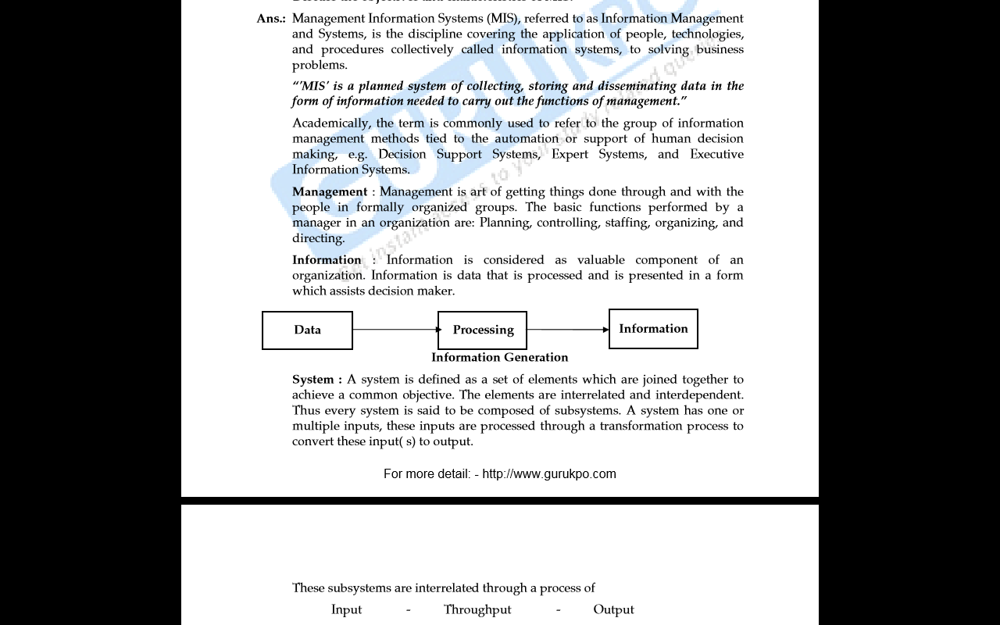 Ans.: Management Information Systems (MIS), referred to as Information Management
and Systems, is the discipline covering the application of people, technologies,
and procedures collectively called information systems, to solving business
problems.
“’MIS’ is a planned system of collecting, storing and disseminating data in the
form of information needed to carry out the functions of management.”
Academically, the term is commonly used to refer to the group of information
management methods tied to the automation or support of human decision
making, e.g. Decision Support Systems, Expert Systems, and Executive
Information Systems.
Management : Management is art of getting things done through and with the
people in formally organized groups. The basic functions performed by a
manager in an organization are: Planning, controlling, staffing, organizing, and
directing.
Information : Information is considered as valuable component of an
organization. Information is data that is processed and is presented in a form
which assists decision maker.
Data Processing Information
Information Generation
System : A system is defined as a set of elements which are joined together to
achieve a common objective. The elements are interrelated and interdependent.
Thus every system is said to be composed of subsystems. A system has one or
multiple inputs, these inputs are processed through a transformation process to
convert these input( s) to output.
For more detail: - http://www.gurukpo.com
These subsystems are interrelated through a process of
Input - Throughput - Output
GURUKPO
Get instant access to your study related queries